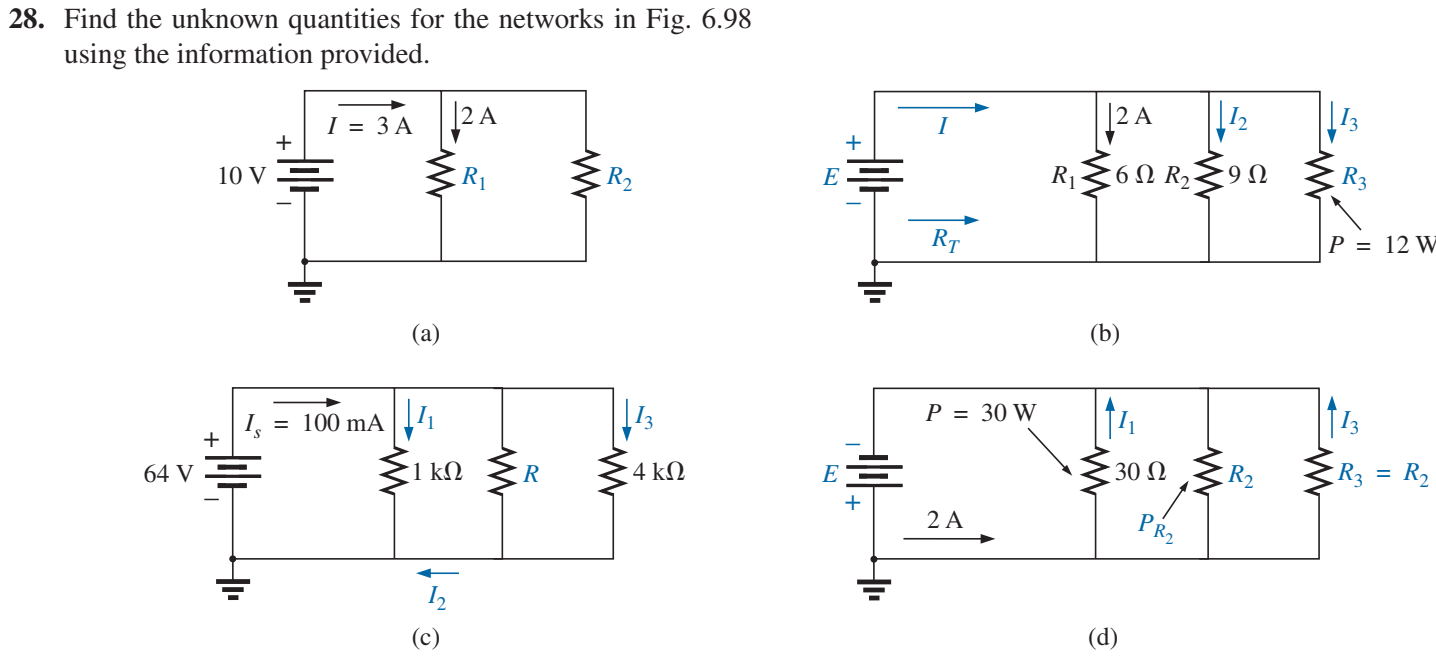 28. Find the unknown quantities for the networks in Fig. 6.98
using the information provided.
I = 3 A
2 A
+
10 V
−
R1
R2
(a)
I
2 A
I2
I3
+
E
−
R1
6 Ω
R2
9 Ω
R3
RT
P = 12 W
(b)
Is = 100 mA
I1
I3
+
64 V
−
1 kΩ
R
4 kΩ
I2
(c)
P = 30 W
I1
I3
−
E
+
30 Ω
R2
R3 = R2
PR2
2 A
(d)